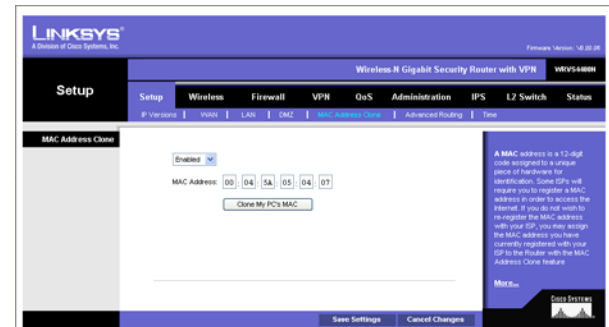 LINKSYS®
A Division of Cisco Systems, Inc.
Firmware Version: V0.20.26
Wireless-N Gigabit Security Router with VPN WRVS4400N
Setup
Setup Wireless Firewall VPN QoS Administration IPS L2 Switch Status
IP Versions | WAN | LAN | DMZ | MAC Address Clone | Advanced Routing | Time
MAC Address Clone
Enabled
MAC Address: 00 : 04 : 5A : 05 : 04 : 07
Clone My PC's MAC
A MAC address is a 12-digit
code assigned to a unique
piece of hardware for
identification. Some ISPs will
require you to register a MAC
address in order to access the
Internet. If you do not wish to
re-register the MAC address
with your ISP, you may assign
the MAC address you have
currently registered with your
ISP to the Router with the MAC
Address Clone feature
More...
Save Settings Cancel Changes
CISCO SYSTEMS